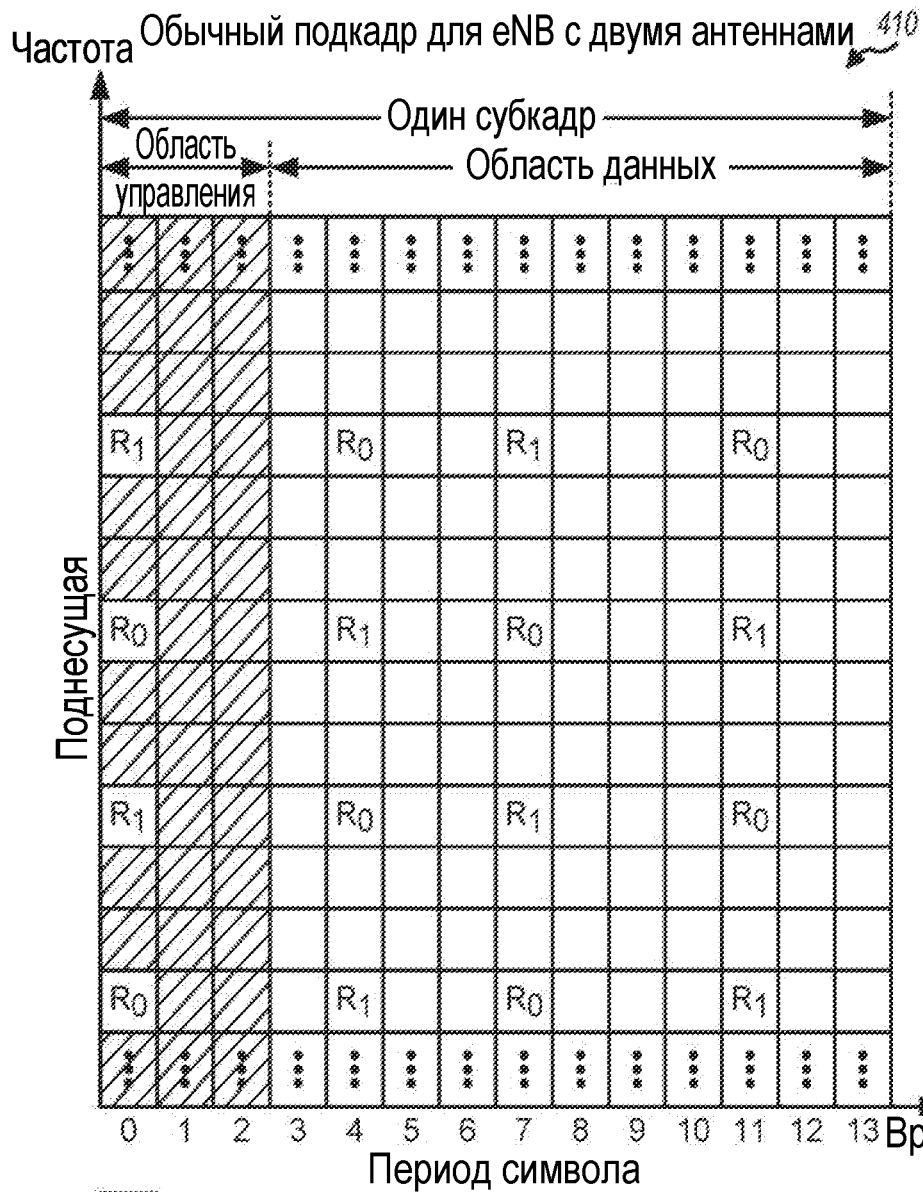 Обычный подкадр для eNB с двумя антеннами 410
Частота
Один субкадр
Область управления
Область данных
R1 R0 R1 R0
R0 R1 R0 R1
R1 R0 R1 R0
R0 R1 R0 R1
Поднесущая
0 1 2 3 4 5 6 7 8 9 10 11 12 13 Вр
Период символа